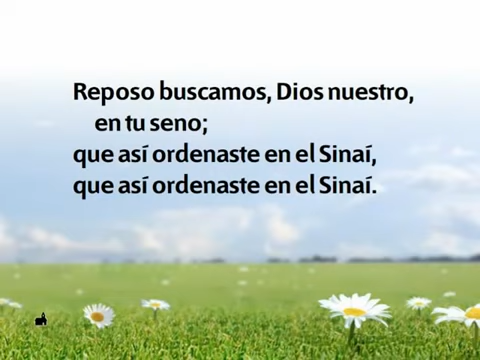 Reposo buscamos, Dios nuestro,
en tu seno;
que así ordenaste en el Sinaí,
que así ordenaste en el Sinaí.